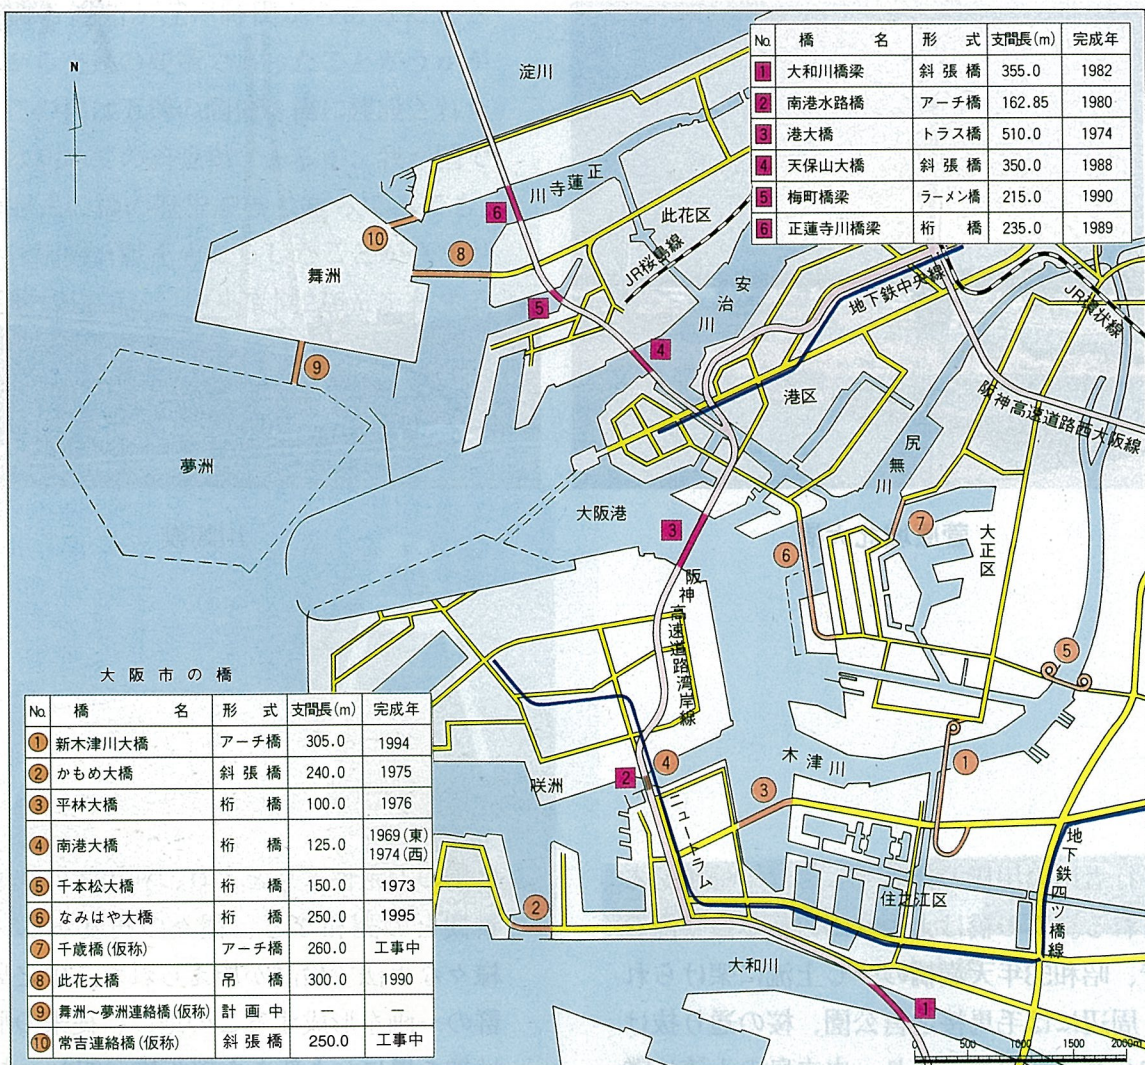 N
淀川
No. 橋名 形式 支間長(m) 完成年
1 大和川橋梁 斜張橋 355.0 1982
2 南港水路橋 アーチ橋 162.85 1980
3 港大橋 トラス橋 510.0 1974
4 天保山大橋 斜張橋 350.0 1988
5 梅町橋梁 ラーメン橋 215.0 1990
6 正蓮寺川橋梁 桁橋 235.0 1989
正蓮寺川
6
10
8
舞洲
此花区
JR桜島線
安治川
地下鉄中央線
JR環状線
5
4
9
港区
阪神高速道路西大阪線
夢洲
尻無川
大阪港
3
7
6
大正区
阪神高速道路湾岸線
5
大阪市の橋
No. 橋名 形式 支間長(m) 完成年
① 新木津川大橋 アーチ橋 305.0 1994
② かもめ大橋 斜張橋 240.0 1975
③ 平林大橋 桁橋 100.0 1976
④ 南港大橋 桁橋 125.0 1969(東)
1974(西)
⑤ 千本松大橋 桁橋 150.0 1973
⑥ なみはや大橋 桁橋 250.0 1995
⑦ 千歳橋(仮称) アーチ橋 260.0 工事中
⑧ 此花大橋 吊橋 300.0 1990
⑨ 舞洲〜夢洲連絡橋(仮称) 計画中 — —
⑩ 常吉連絡橋(仮称) 斜張橋 250.0 工事中
咲洲
2
4
木津川
1
3
ニュートラム
地下鉄四ツ橋線
住之江区
2
大和川
1
0 500 1000 1500 2000m